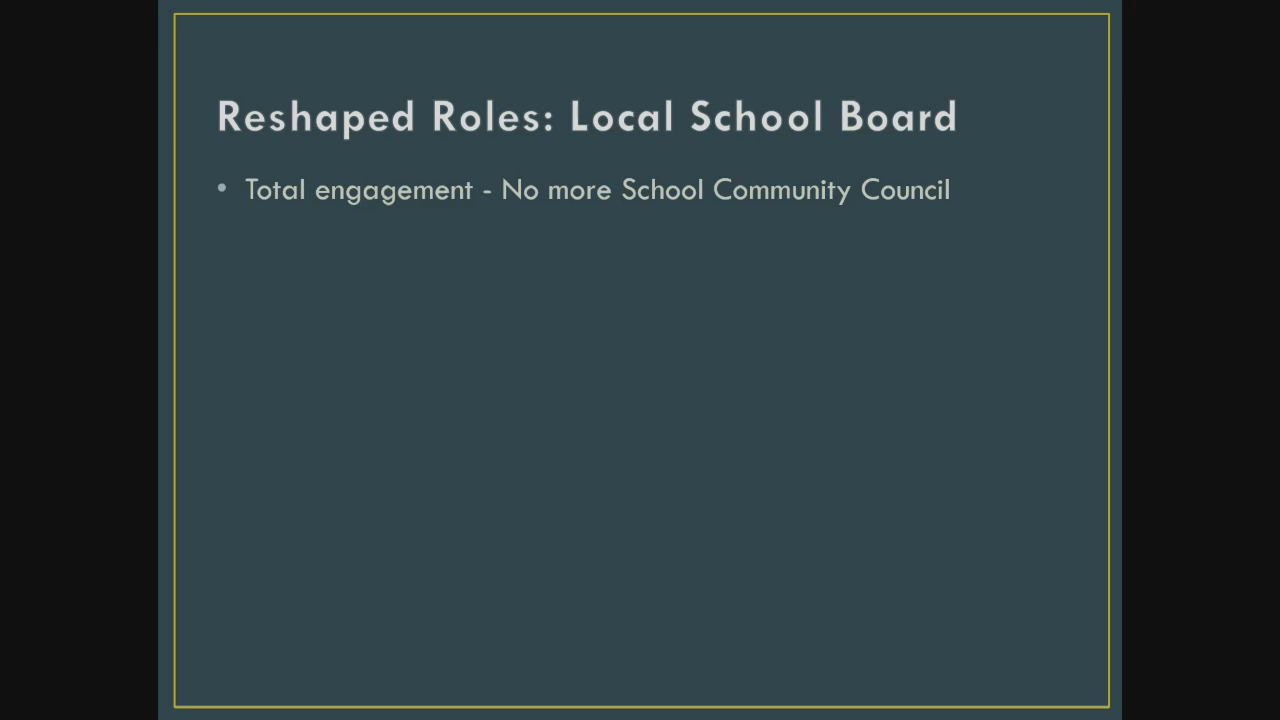 Reshaped Roles: Local School Board
• Total engagement - No more School Community Council